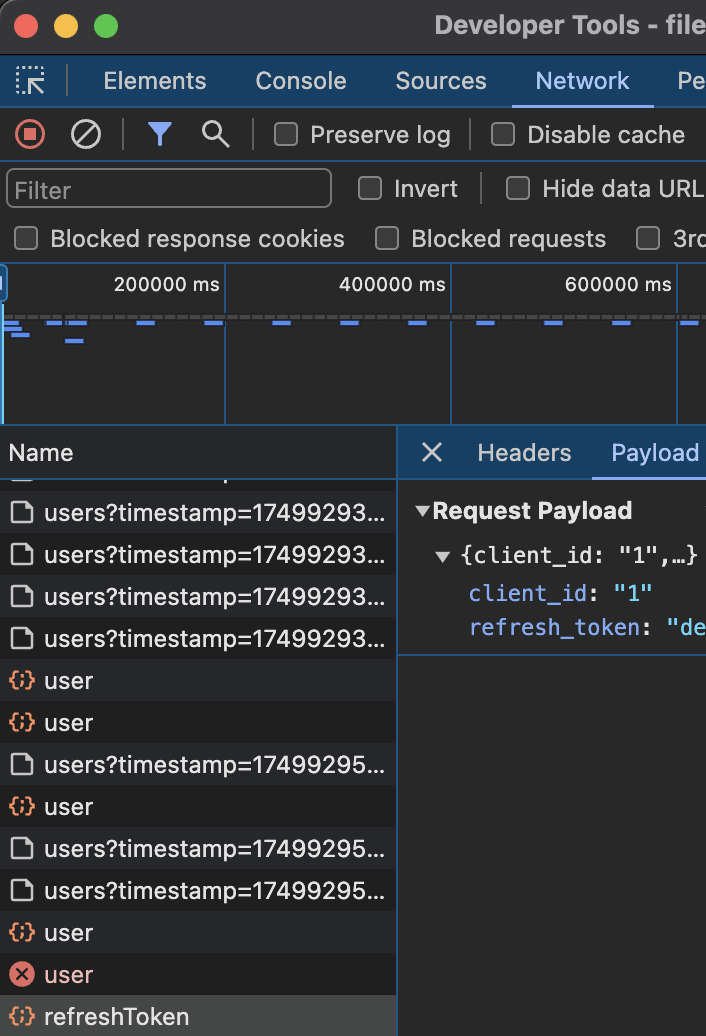 Developer Tools - file
Elements Console Sources Network Pe
Preserve log Disable cache
Filter Invert Hide data URL
Blocked response cookies Blocked requests 3rd
200000 ms 400000 ms 600000 ms
Name
users?timestamp=17499293...
users?timestamp=17499293...
users?timestamp=17499293...
users?timestamp=17499293...
user
user
users?timestamp=17499295...
user
users?timestamp=17499295...
users?timestamp=17499295...
user
user
refreshToken
Headers Payload
Request Payload
{client_id: "1",…}
client_id: "1"
refresh_token: "de